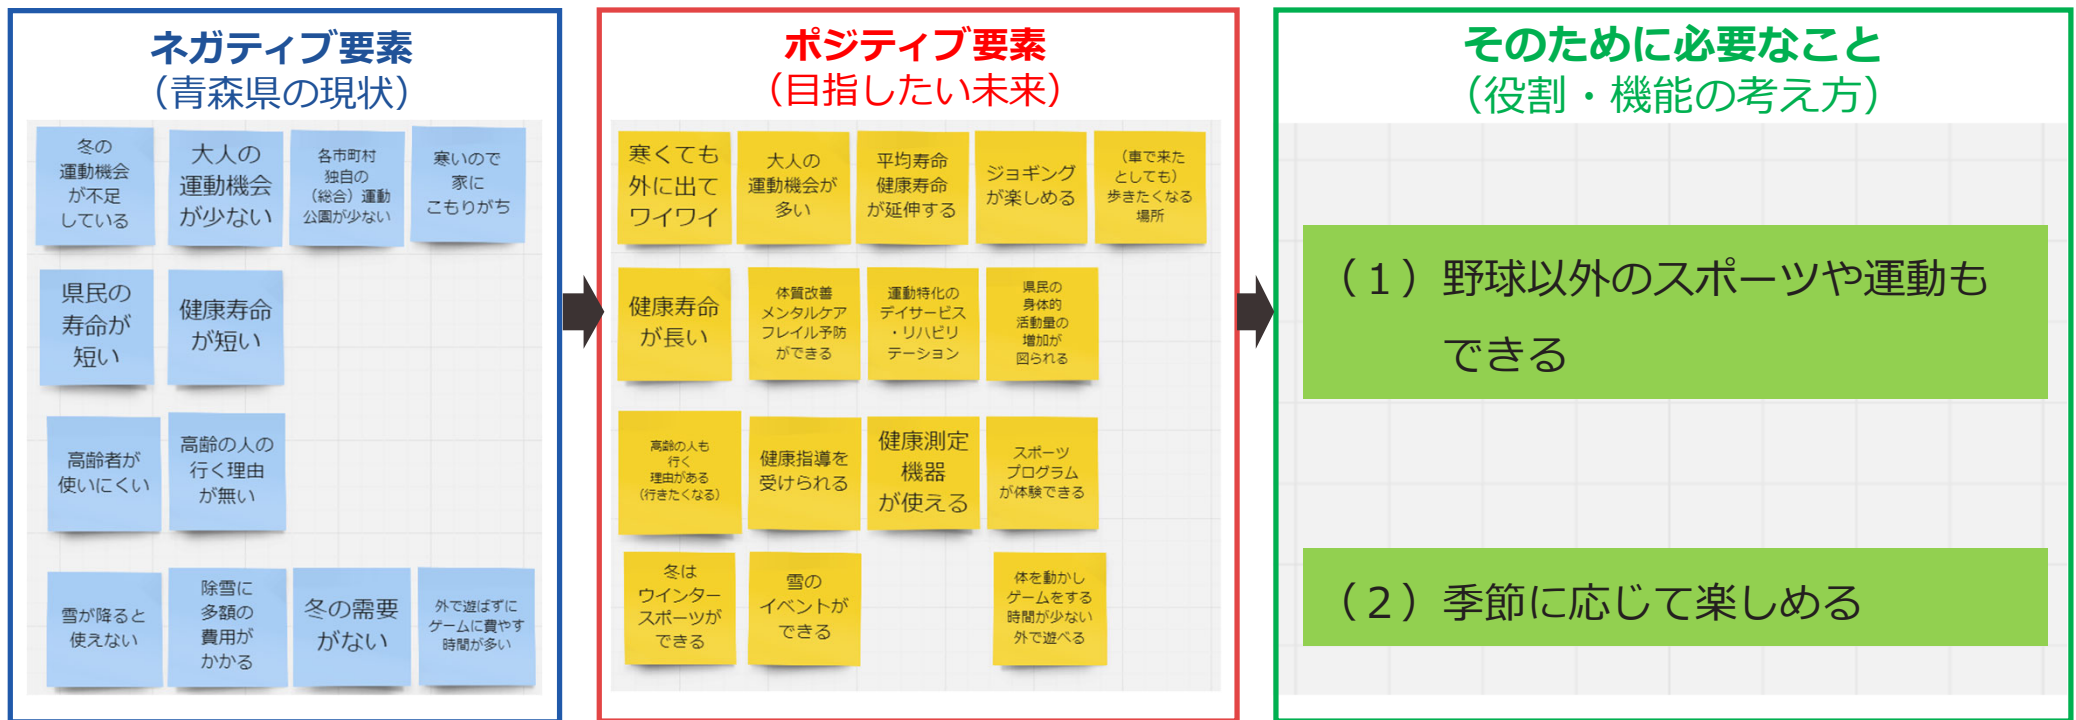 ネガティブ要素
（青森県の現状）
冬の
運動機会
が不足
している
大人の
運動機会
が少ない
各市町村
独自の
（総合）運動
公園が少ない
寒いので
家に
こもりがち
県民の
寿命が
短い
健康寿命
が短い
高齢者が
使いにくい
高齢の人の
行く理由
が無い
雪が降ると
使えない
除雪に
多額の
費用が
かかる
冬の需要
がない
外で遊ばずに
ゲームに費やす
時間が多い
ポジティブ要素
（目指したい未来）
寒くても
外に出て
ワイワイ
大人の
運動機会が
多い
平均寿命
健康寿命
が延伸する
ジョギング
が楽しめる
（車で来た
としても）
歩きたくなる
場所
健康寿命
が長い
体質改善
メンタルケア
フレイル予防
ができる
運動特化の
デイサービス
・リハビリ
テーション
県民の
身体的
活動量の
増加が
図られる
高齢の人も
行く
理由がある
（行きたくなる）
健康指導を
受けられる
健康測定
機器
が使える
スポーツ
プログラム
が体験できる
冬は
ウインター
スポーツが
できる
雪の
イベントが
できる
体を動かし
ゲームをする
時間が少ない
外で遊べる
そのために必要なこと
（役割・機能の考え方）
（１）野球以外のスポーツや運動も
できる
（２）季節に応じて楽しめる